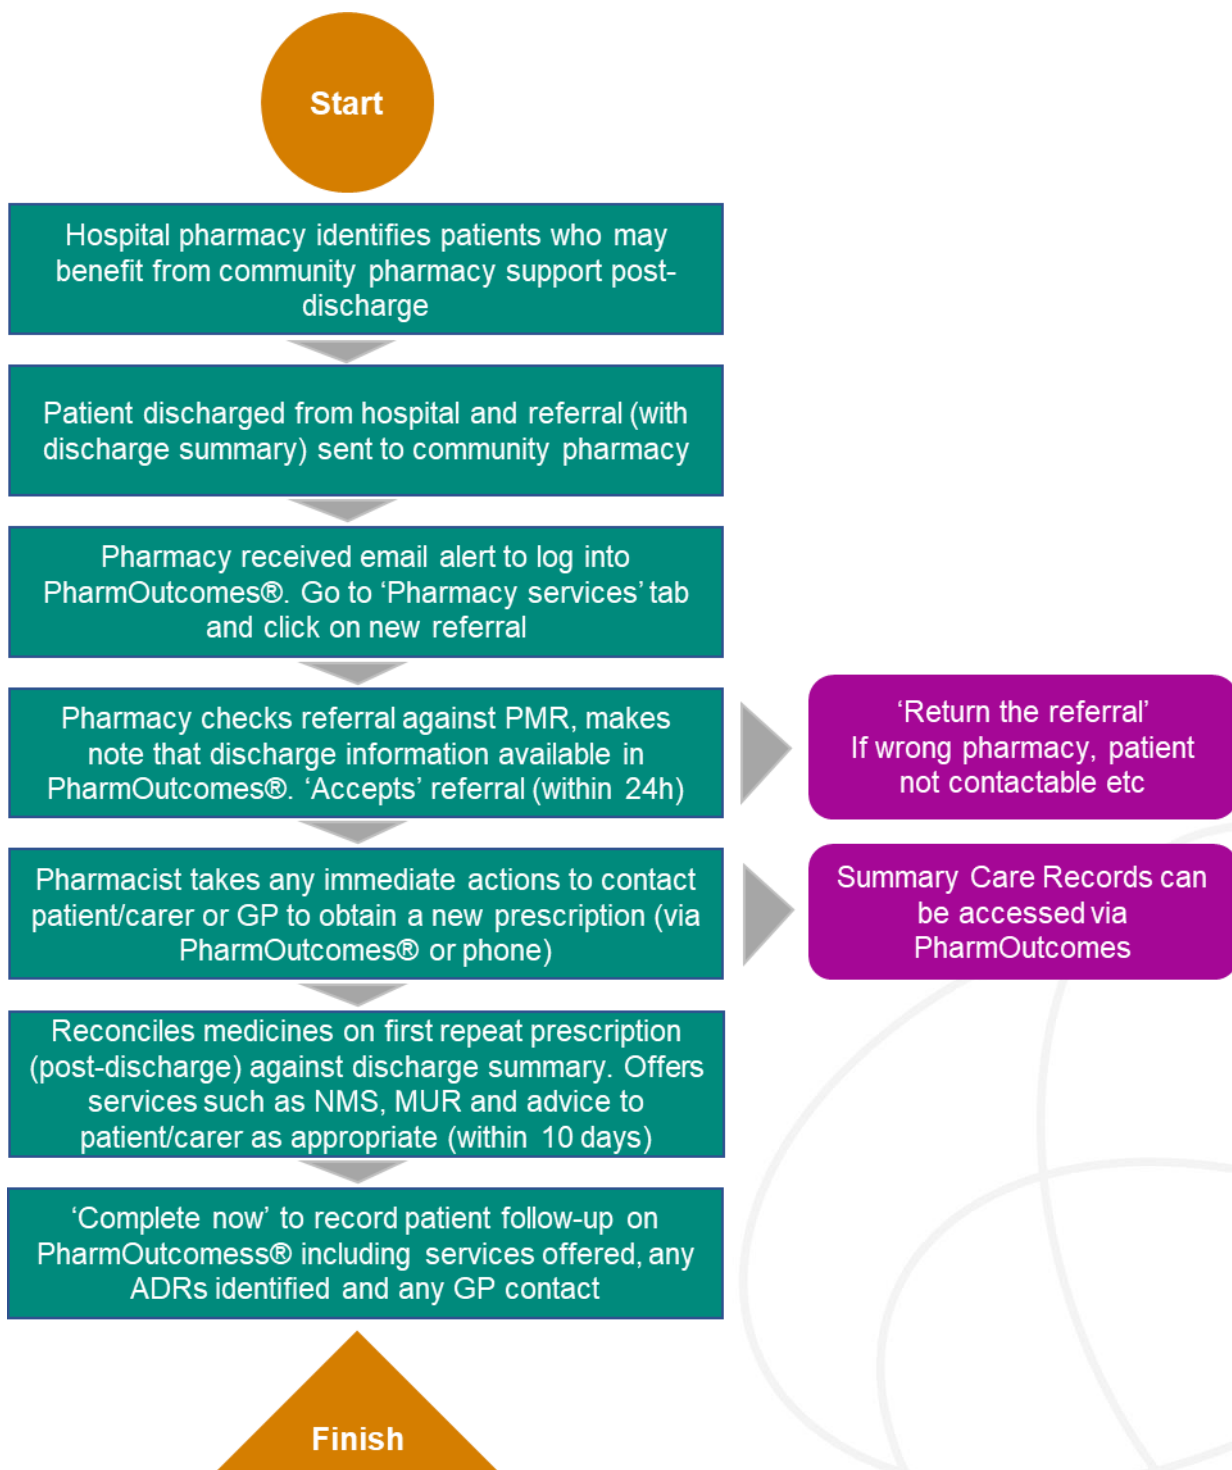 Start
Hospital pharmacy identifies patients who may
benefit from community pharmacy support post-
discharge
Patient discharged from hospital and referral (with
discharge summary) sent to community pharmacy
Pharmacy received email alert to log into
PharmOutcomes®. Go to ‘Pharmacy services’ tab
and click on new referral
Pharmacy checks referral against PMR, makes
note that discharge information available in
PharmOutcomes®. ‘Accepts’ referral (within 24h)
‘Return the referral’
If wrong pharmacy, patient
not contactable etc
Pharmacist takes any immediate actions to contact
patient/carer or GP to obtain a new prescription (via
PharmOutcomes® or phone)
Summary Care Records can
be accessed via
PharmOutcomes
Reconciles medicines on first repeat prescription
(post-discharge) against discharge summary. Offers
services such as NMS, MUR and advice to
patient/carer as appropriate (within 10 days)
‘Complete now’ to record patient follow-up on
PharmOutcomess® including services offered, any
ADRs identified and any GP contact
Finish